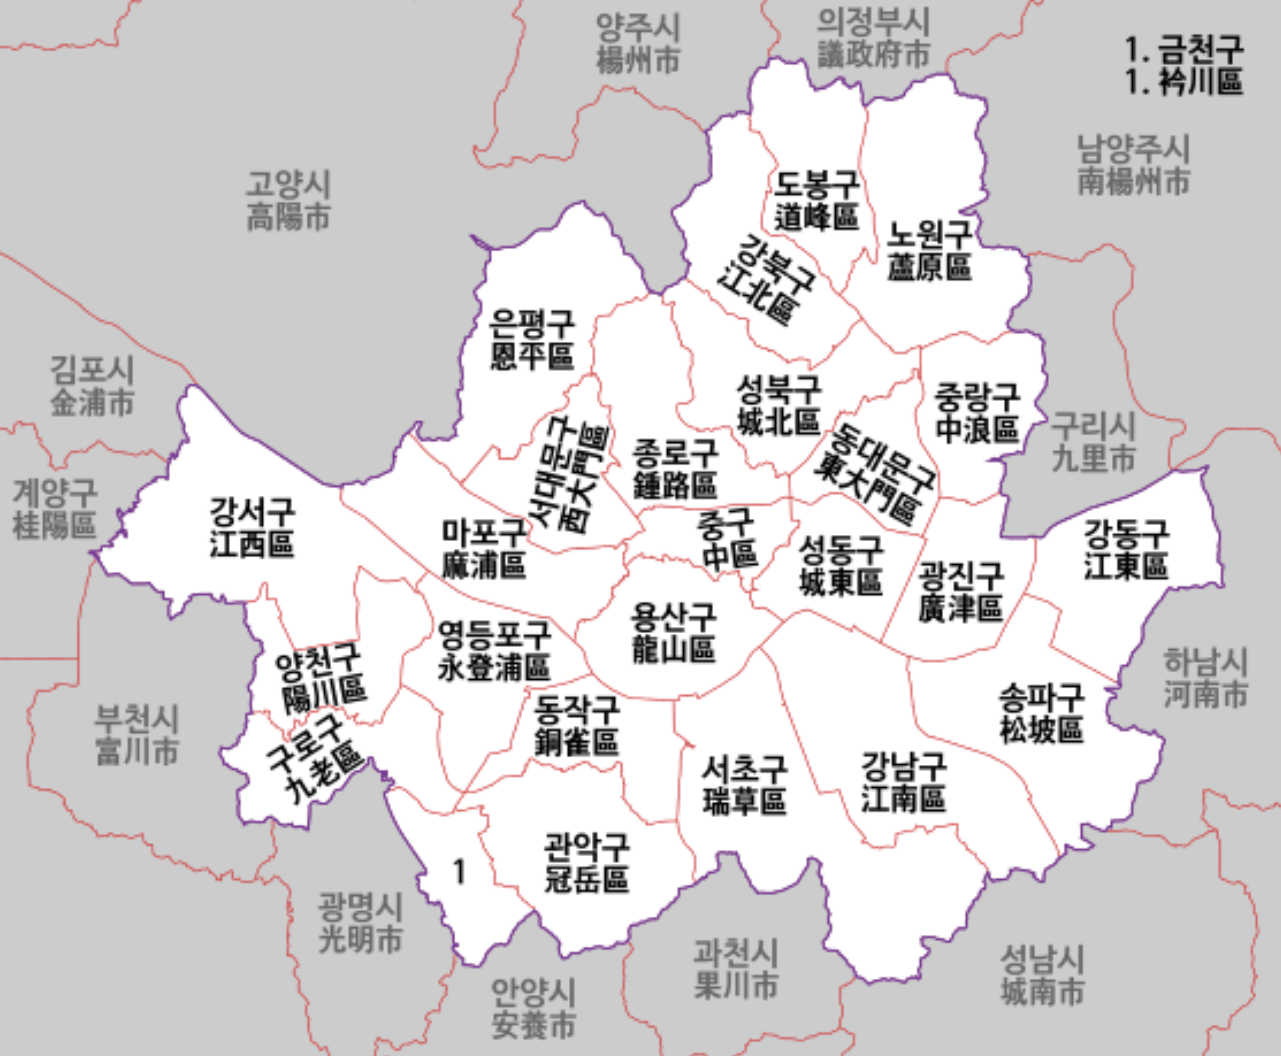 양주시
楊州市
의정부시
議政府市
1. 금천구
1. 衿川區
남양주시
南楊州市
고양시
高陽市
도봉구
道峰區
노원구
蘆原區
강북구
江北區
은평구
恩平區
김포시
金浦市
성북구
城北區
중랑구
中浪區
구리시
九里市
서대문구
西大門區
종로구
鍾路區
동대문구
東大門區
계양구
桂陽區
강서구
江西區
마포구
麻浦區
중구
中區
성동구
城東區
광진구
廣津區
강동구
江東區
용산구
龍山區
영등포구
永登浦區
양천구
陽川區
하남시
河南市
부천시
富川市
구로구
九老區
동작구
銅雀區
송파구
松坡區
서초구
瑞草區
강남구
江南區
관악구
冠岳區
1
광명시
光明市
안양시
安養市
과천시
果川市
성남시
城南市